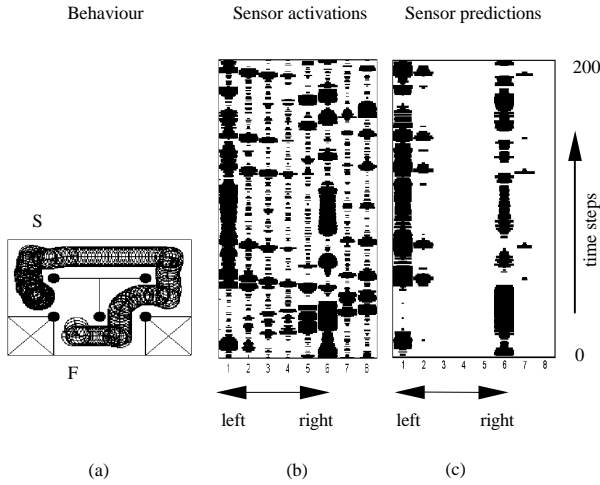 Behaviour
Sensor activations
Sensor predictions
200
time steps
0
S
F
1 2 3 4 5 6 7 8
1 2 3 4 5 6 7 8
left right
left right
(a)
(b)
(c)